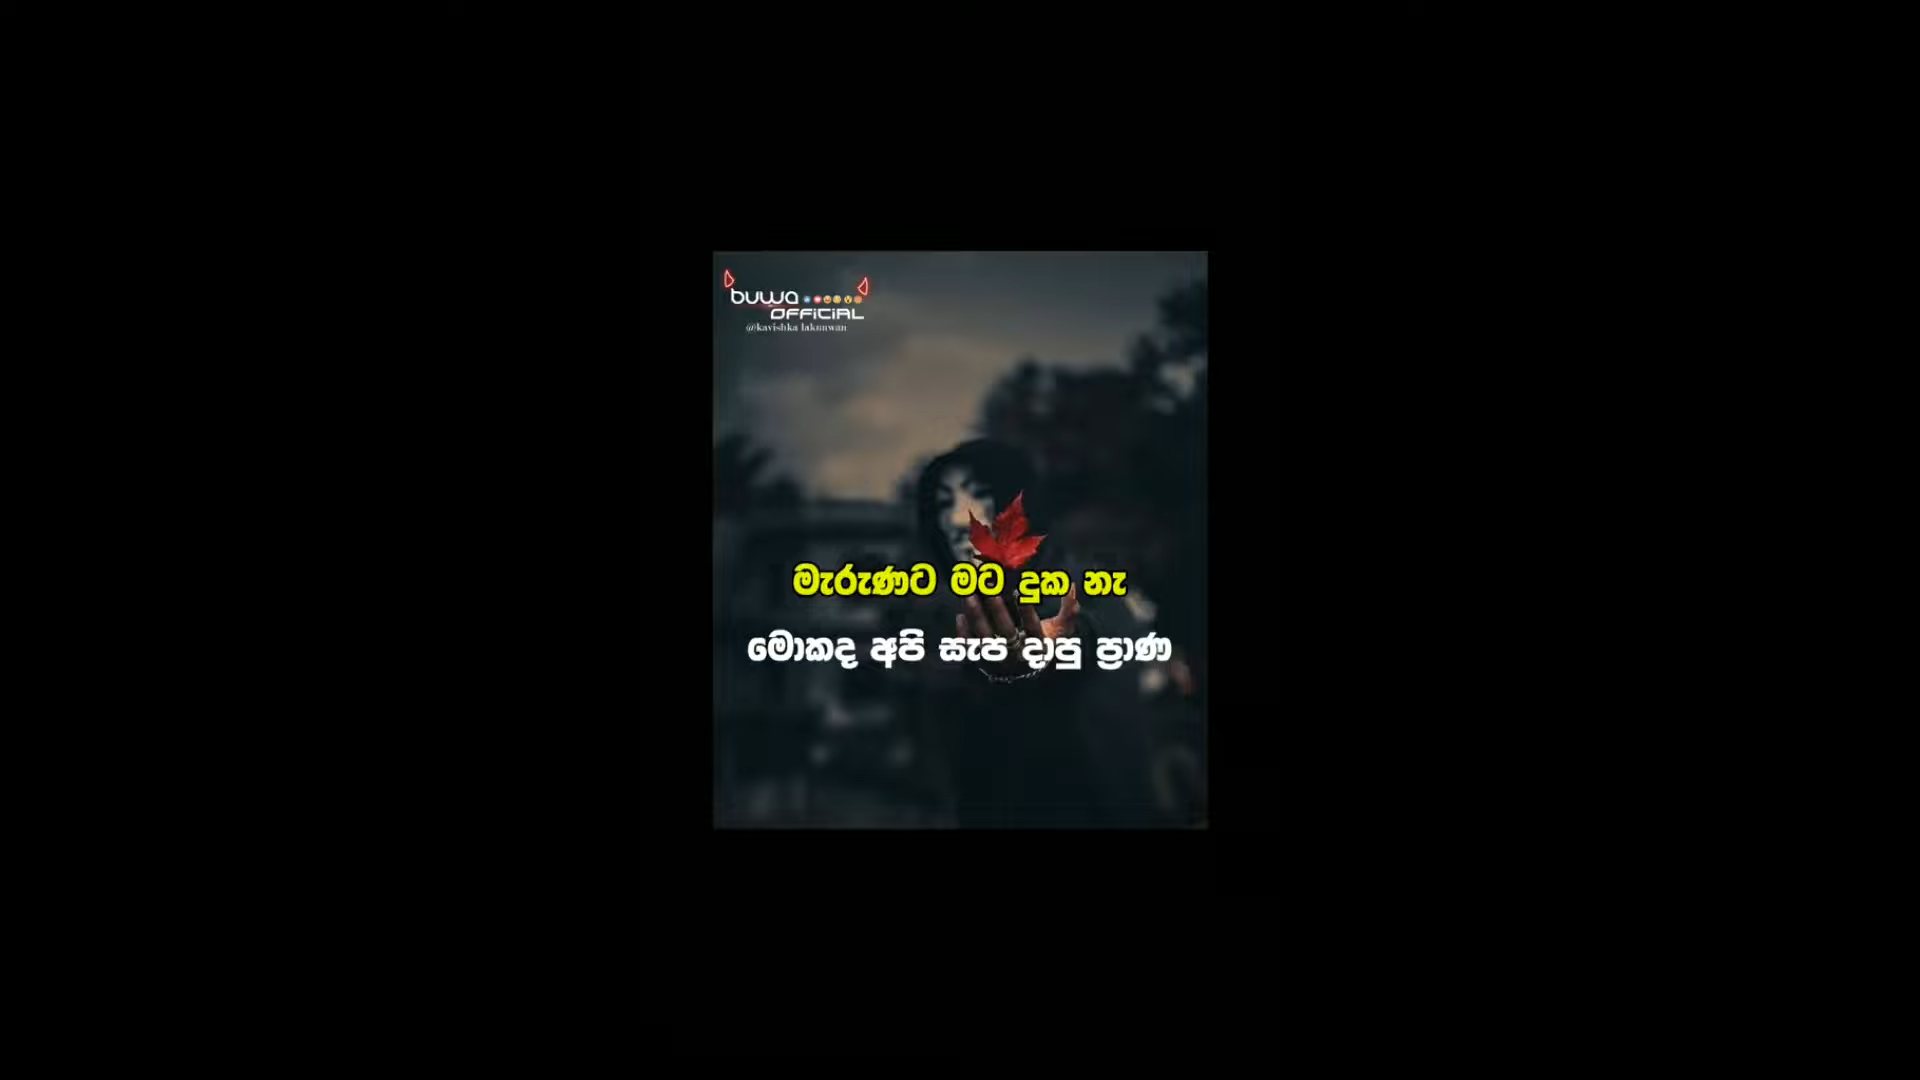 buwa
OFFICIAL
@kavishka lakmwan
මැරුණට මට දුක නෑ
මොකද අපි සැප දාපු ප්‍රාණ